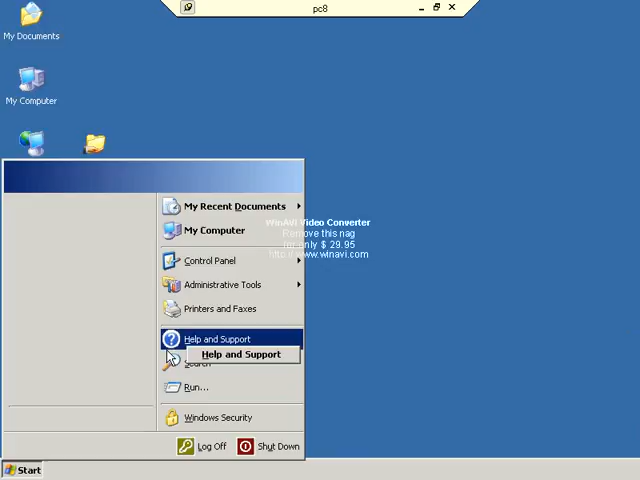 pc8
My Documents
My Computer
My Recent Documents
My Computer
WinAVI Video Converter
Remove this nag
for only $ 29.95
http://www.winavi.com
Control Panel
Administrative Tools
Printers and Faxes
Help and Support
Help and Support
Search
Run...
Windows Security
Log Off
Shut Down
Start